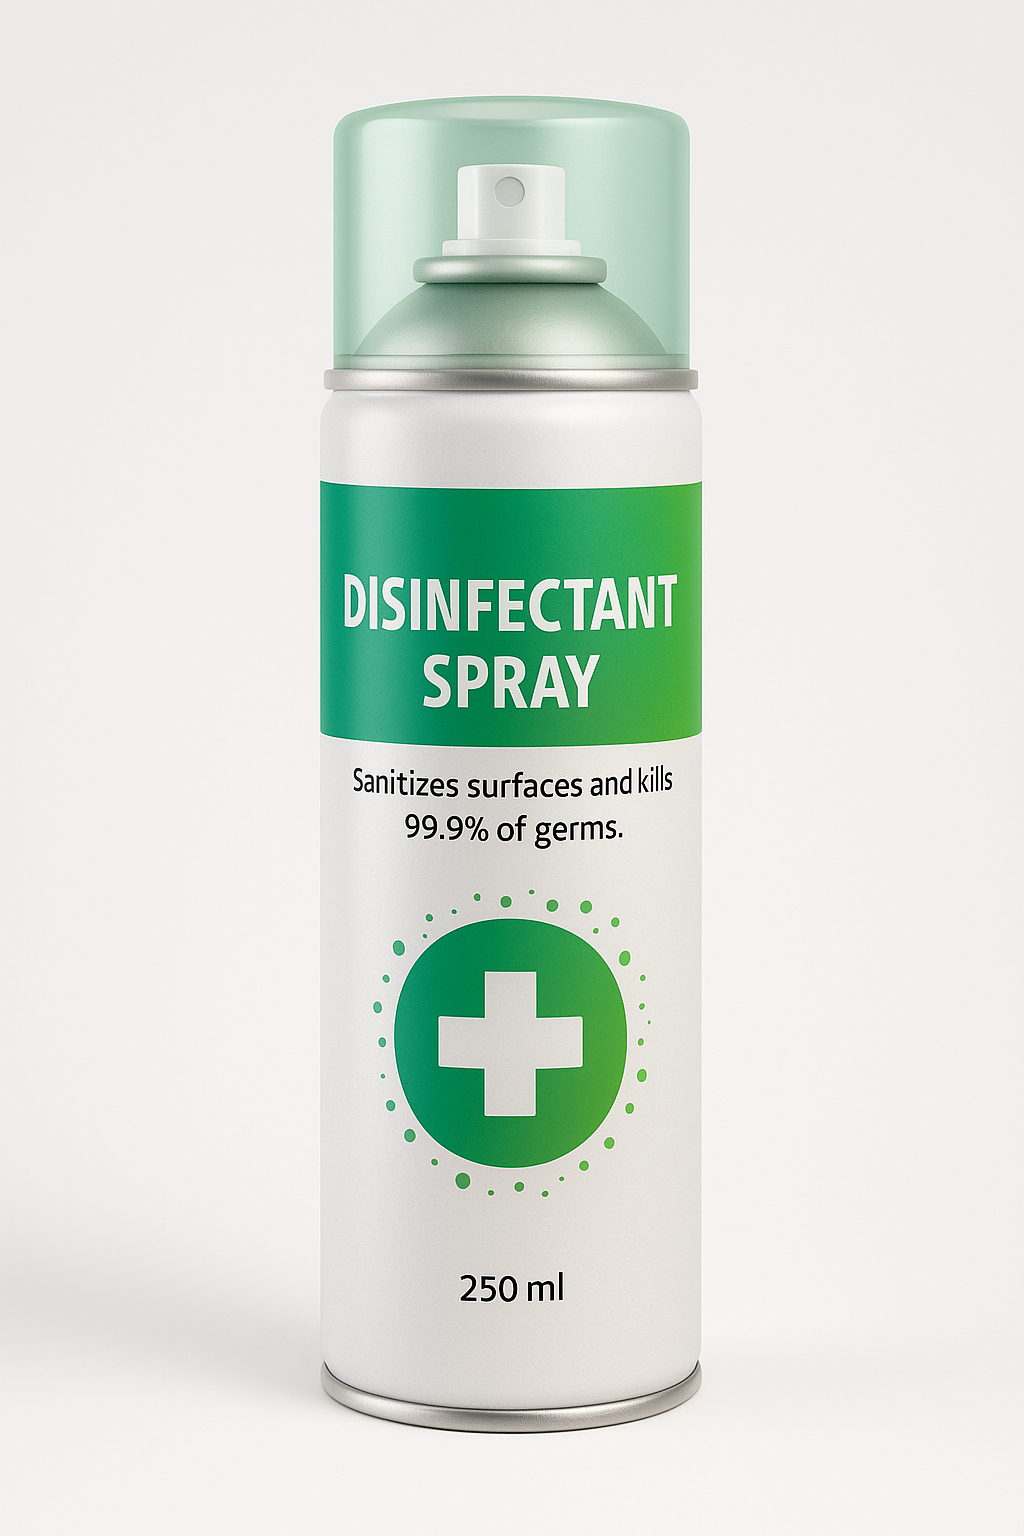 DISINFECTANT
SPRAY
Sanitizes surfaces and kills
99.9% of germs.
250 ml